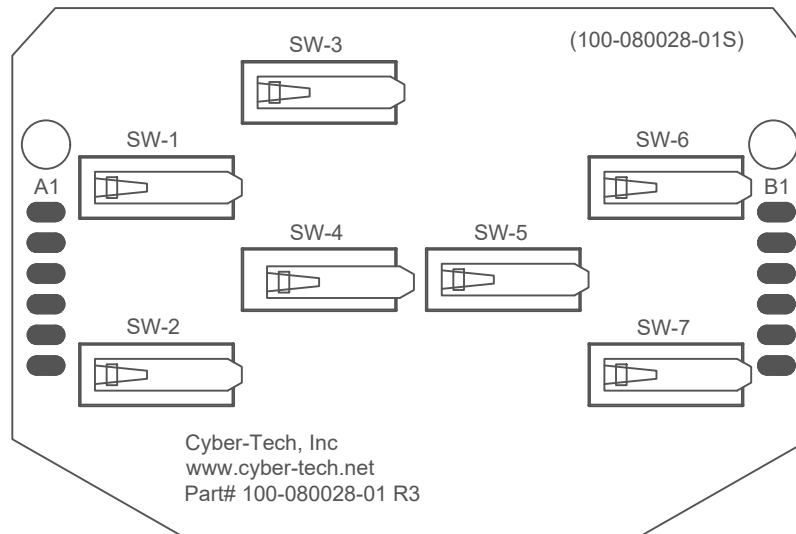 SW-3
(100-080028-01S)
SW-1
SW-6
A1
B1
SW-4
SW-5
SW-2
SW-7
Cyber-Tech, Inc
www.cyber-tech.net
Part# 100-080028-01 R3